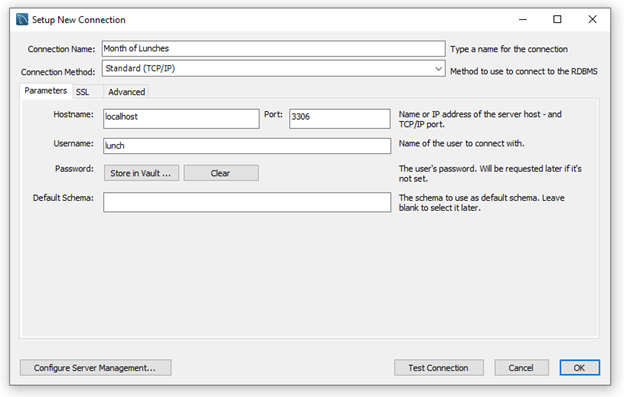 Setup New Connection
Connection Name: Month of Lunches Type a name for the connection
Connection Method: Standard (TCP/IP) Method to use to connect to the RDBMS
Parameters SSL Advanced
Hostname: localhost Port: 3306 Name or IP address of the server host - and
TCP/IP port.
Username: lunch Name of the user to connect with.
Password: Store in Vault ... Clear The user's password. Will be requested later if it's
not set.
Default Schema: The schema to use as default schema. Leave
blank to select it later.
Configure Server Management... Test Connection Cancel OK